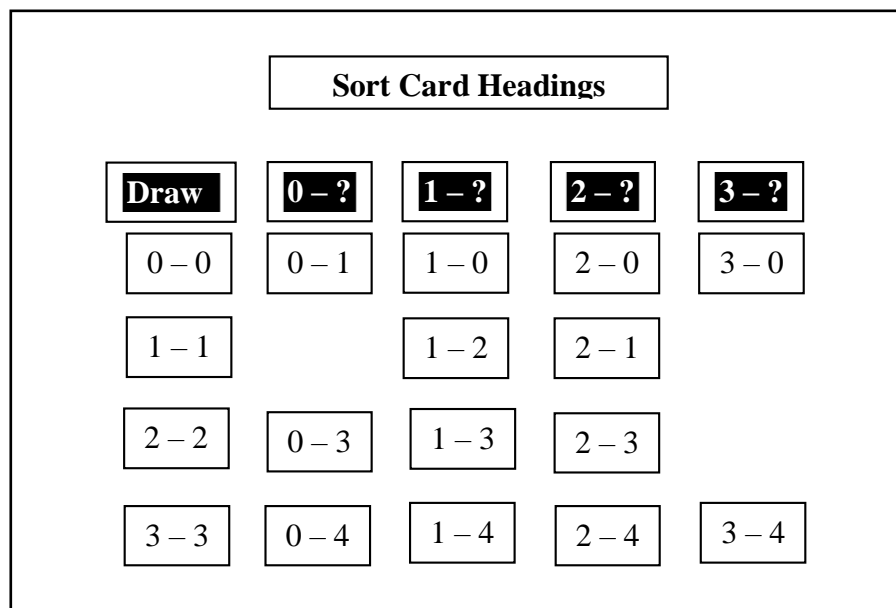 Sort Card Headings
Draw 0 – ? 1 – ? 2 – ? 3 – ?
0 – 0 0 – 1 1 – 0 2 – 0 3 – 0
1 – 1 1 – 2 2 – 1
2 – 2 0 – 3 1 – 3 2 – 3
3 – 3 0 – 4 1 – 4 2 – 4 3 – 4